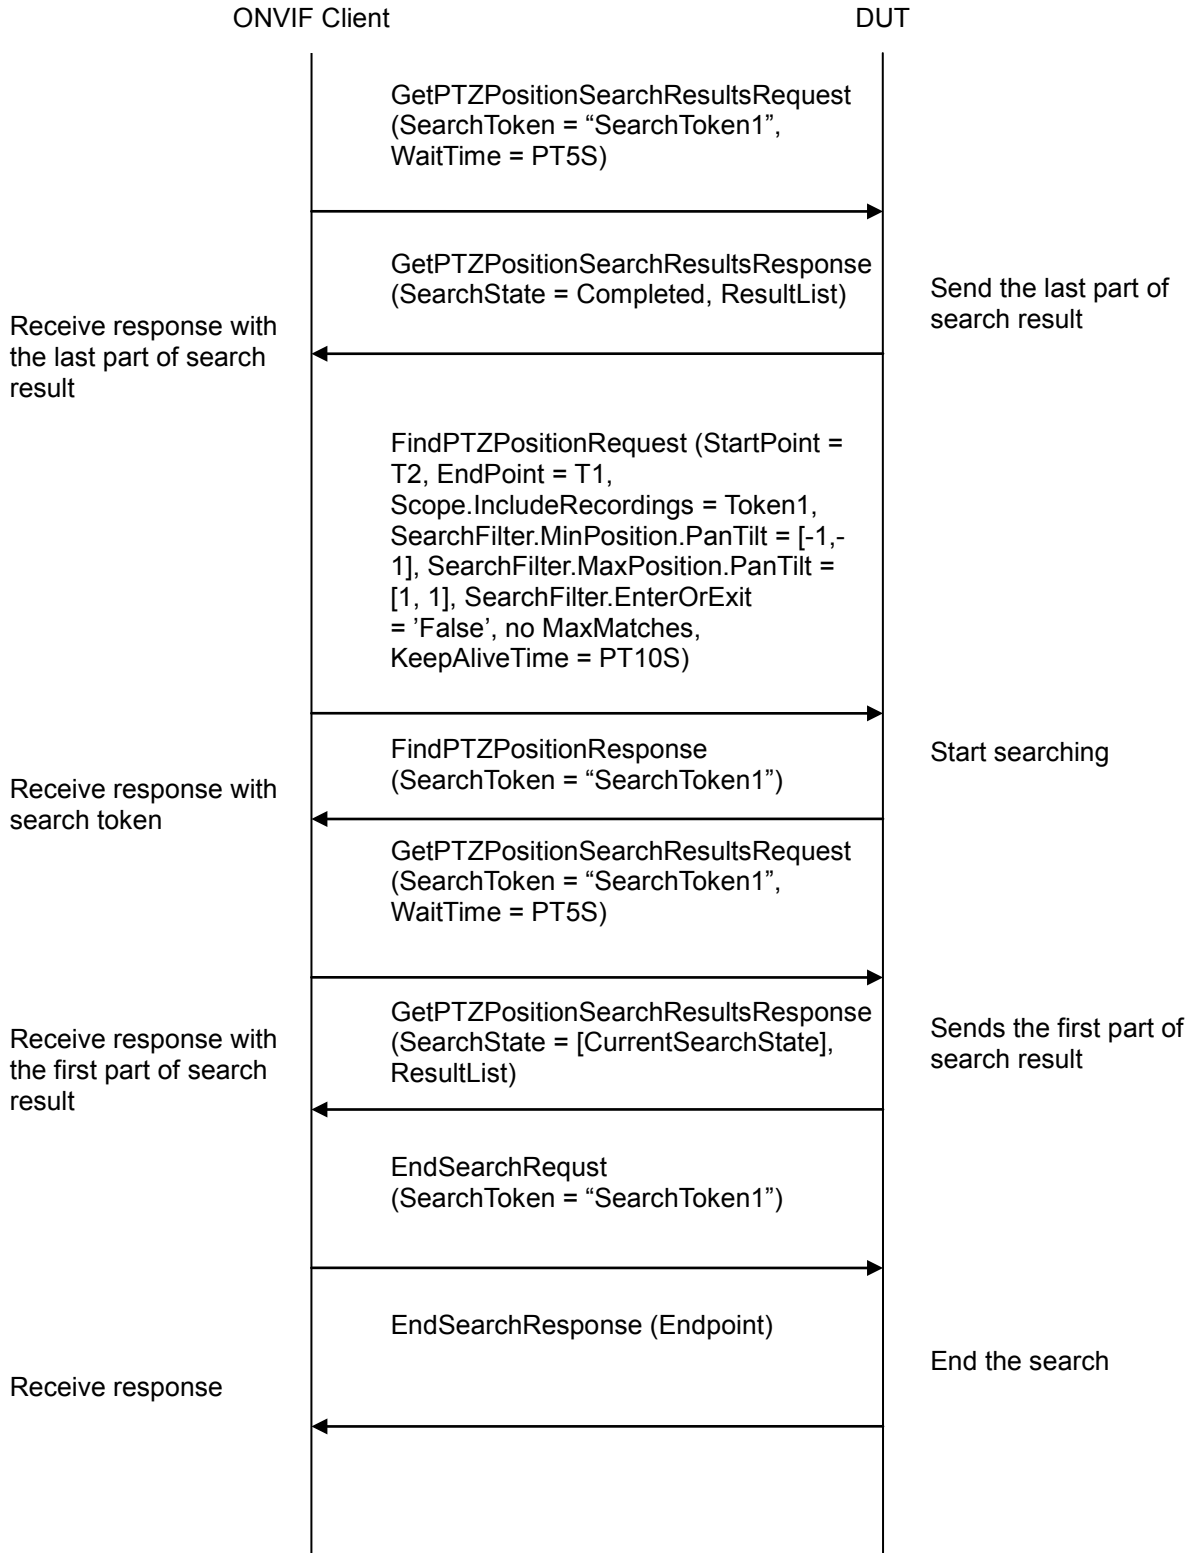 ONVIF Client
DUT
GetPTZPositionSearchResultsRequest
(SearchToken = “SearchToken1”,
WaitTime = PT5S)
GetPTZPositionSearchResultsResponse
(SearchState = Completed, ResultList)
Send the last part of
search result
Receive response with
the last part of search
result
FindPTZPositionRequest (StartPoint =
T2, EndPoint = T1,
Scope.IncludeRecordings = Token1,
SearchFilter.MinPosition.PanTilt = [-1,-
1], SearchFilter.MaxPosition.PanTilt =
[1, 1], SearchFilter.EnterOrExit
= ’False’, no MaxMatches,
KeepAliveTime = PT10S)
FindPTZPositionResponse
(SearchToken = “SearchToken1”)
Start searching
Receive response with
search token
GetPTZPositionSearchResultsRequest
(SearchToken = “SearchToken1”,
WaitTime = PT5S)
GetPTZPositionSearchResultsResponse
(SearchState = [CurrentSearchState],
ResultList)
Sends the first part of
search result
Receive response with
the first part of search
result
EndSearchRequst
(SearchToken = “SearchToken1”)
EndSearchResponse (Endpoint)
End the search
Receive response